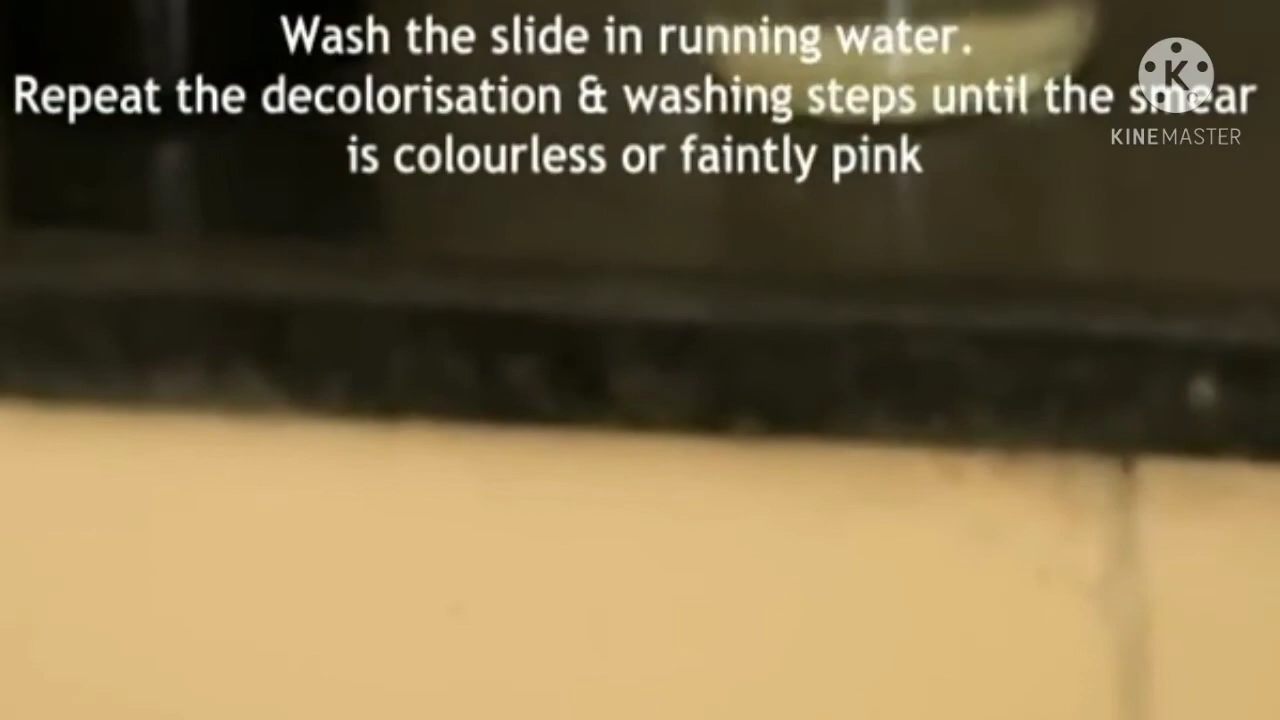 Wash the slide in running water.
Repeat the decolorisation & washing steps until the smear
is colourless or faintly pink
K
KINEMASTER